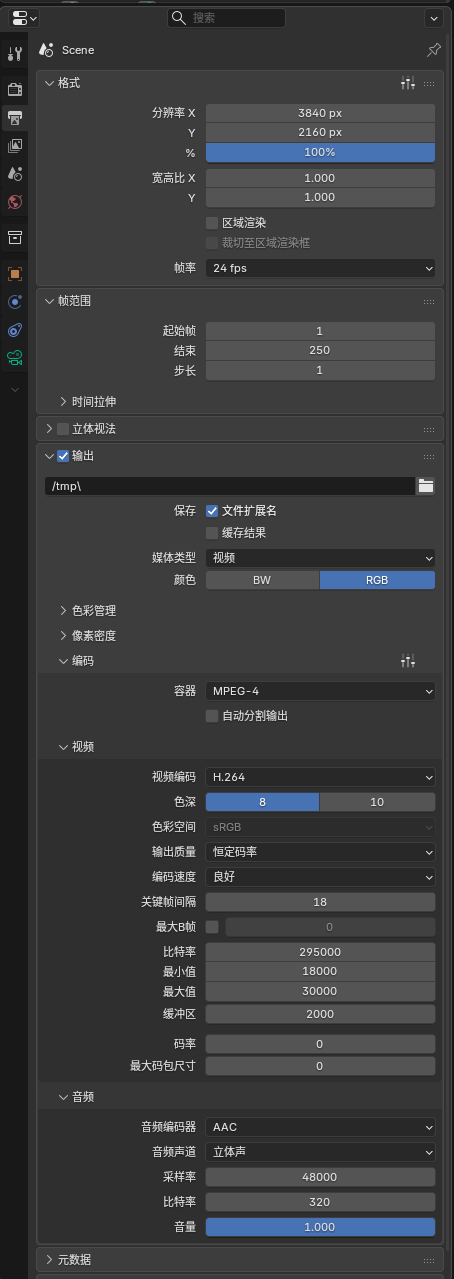 搜索
Scene
格式
分辨率 X 3840 px
Y 2160 px
% 100%
宽高比 X 1.000
Y 1.000
区域渲染
裁切至区域渲染框
帧率 24 fps
帧范围
起始帧 1
结束 250
步长 1
时间拉伸
立体视法
输出
/tmp\
保存 文件扩展名
缓存结果
媒体类型 视频
颜色 BW RGB
色彩管理
像素密度
编码
容器 MPEG-4
自动分割输出
视频
视频编码 H.264
色深 8 10
色彩空间 sRGB
输出质量 恒定码率
编码速度 良好
关键帧间隔 18
最大B帧 0
比特率 295000
最小值 18000
最大值 30000
缓冲区 2000
码率 0
最大码包尺寸 0
音频
音频编码器 AAC
音频声道 立体声
采样率 48000
比特率 320
音量 1.000
元数据